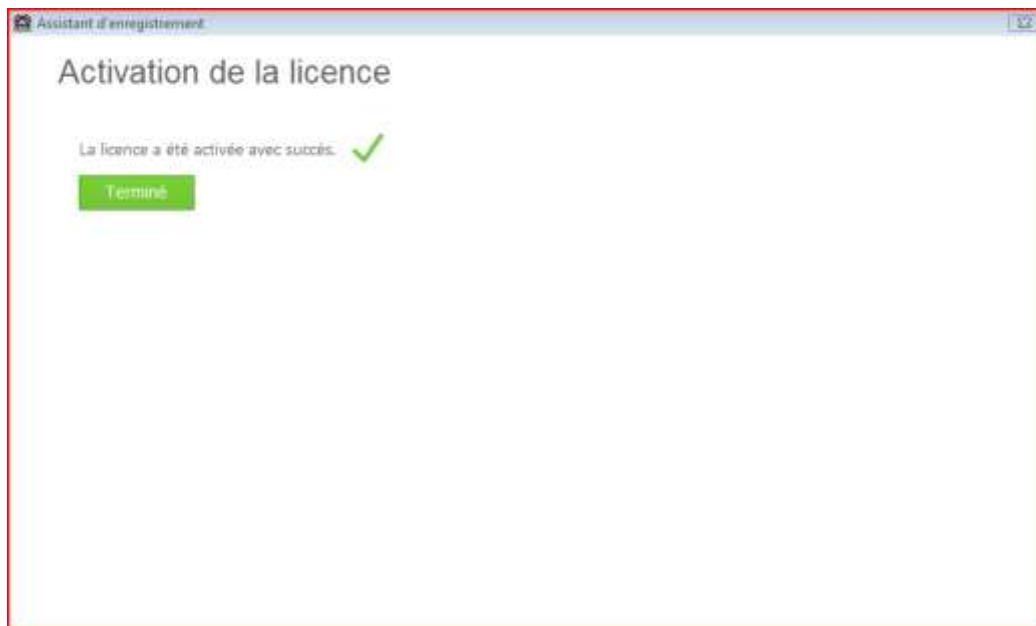 Assistant d'enregistrement
Activation de la licence
La licence a été activée avec succès.
Terminé